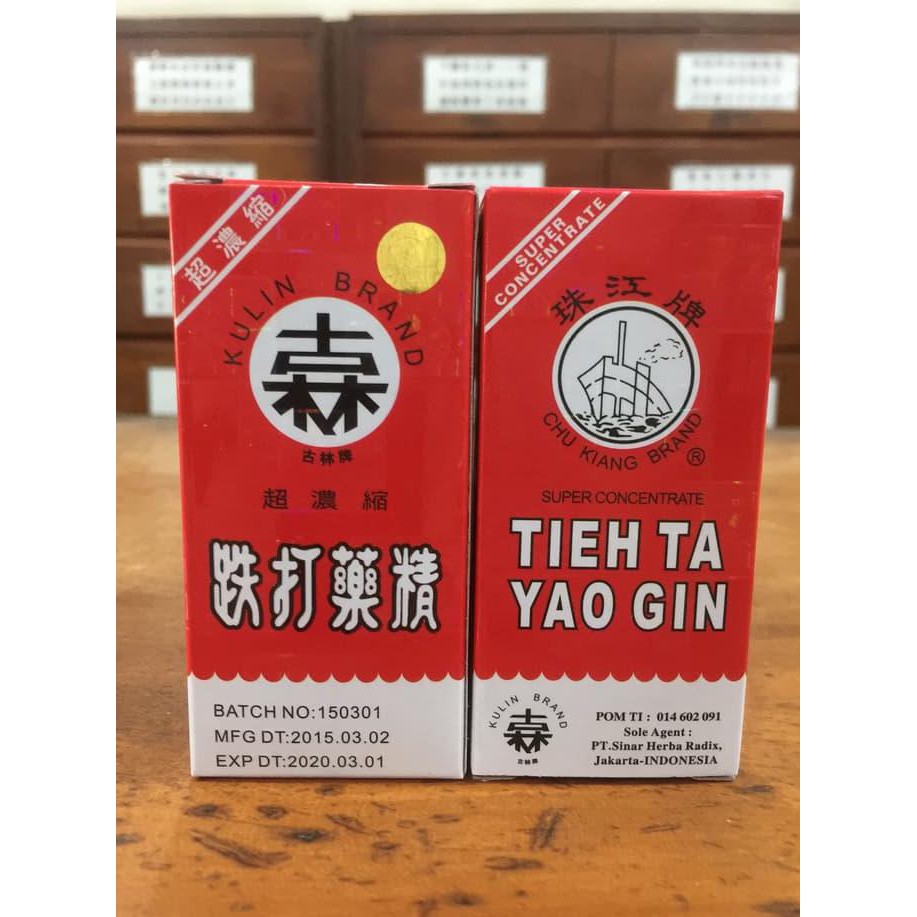 超濃縮
KULIN BRAND
古林牌
超濃縮
跌打藥精
BATCH NO:150301
MFG DT:2015.03.02
EXP DT:2020.03.01
SUPER
CONCENTRATE
珠江牌
CHU KIANG BRAND ®
SUPER CONCENTRATE
TIEH TA
YAO GIN
KULIN BRAND
古林牌
POM TI : 014 602 091
Sole Agent :
PT.Sinar Herba Radix,
Jakarta-INDONESIA